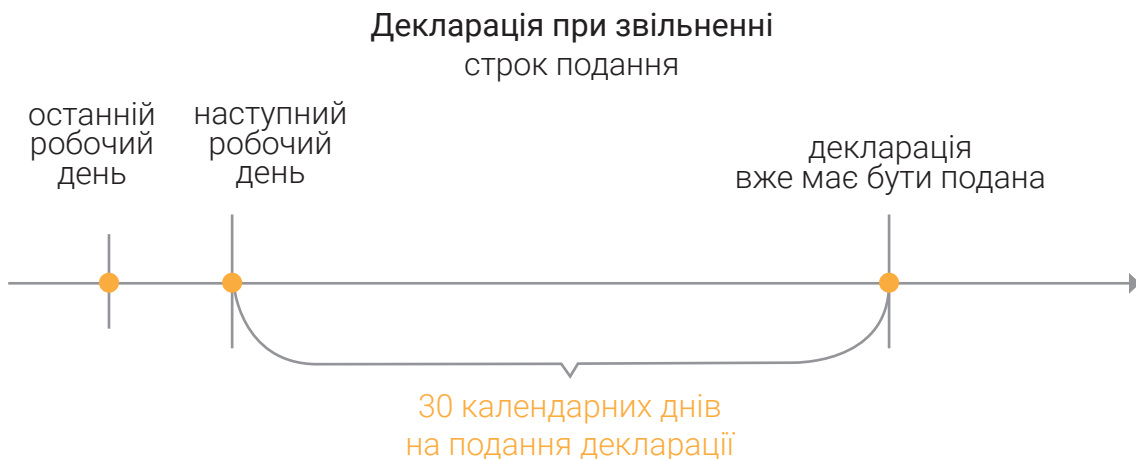 Декларація при звільненні
строк подання
останній
робочий
день
наступний
робочий
день
декларація
вже має бути подана
30 календарних днів
на подання декларації